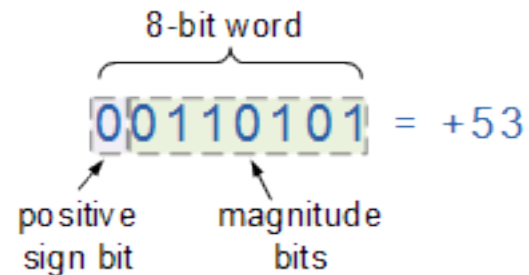 8-bit word
00110101 = +53
positive magnitude
sign bit bits